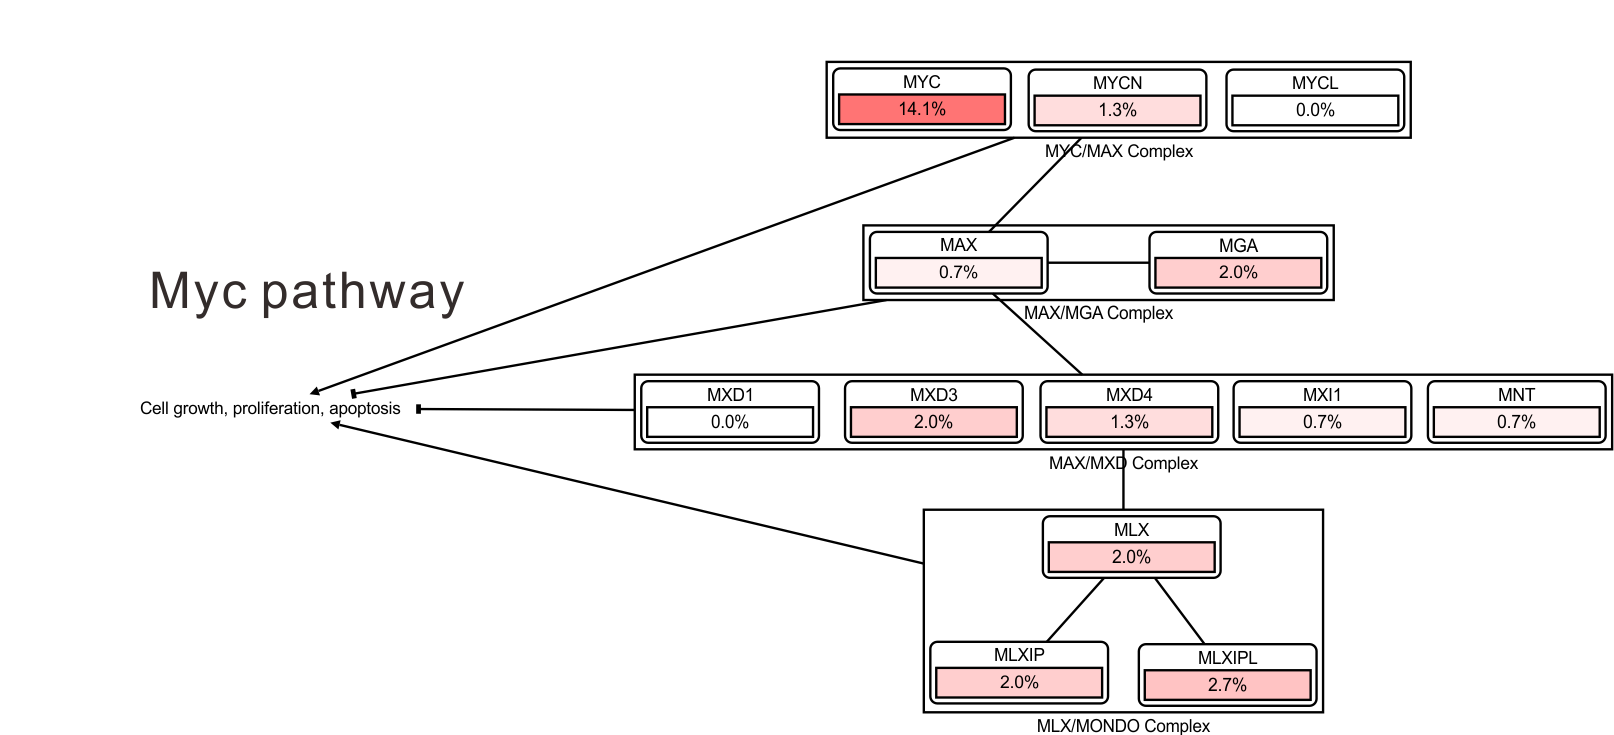 MYC MYCN MYCL
14.1% 1.3% 0.0%
MYC/MAX Complex
MAX MGA
0.7% 2.0%
MAX/MGA Complex
Myc pathway
Cell growth, proliferation, apoptosis
MXD1 MXD3 MXD4 MXI1 MNT
0.0% 2.0% 1.3% 0.7% 0.7%
MAX/MXD Complex
MLX
2.0%
MLXIP MLXIPL
2.0% 2.7%
MLX/MONDO Complex